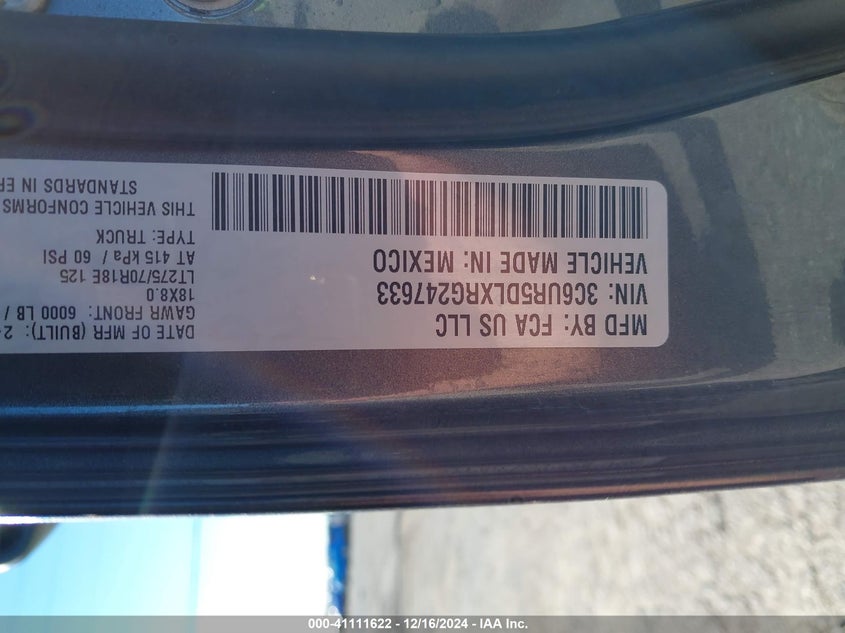 MFD BY: FCA US LLC
VIN: 3C6UR5DLXRG247633
VEHICLE MADE IN: MEXICO
DATE OF MFR (BUILT): 2
GAWR FRONT: 6000 LB /
18X8.0
LT275/70R18E 125
AT 415 kPa / 60 PSI
TYPE: TRUCK
THIS VEHICLE CONFORMS
STANDARDS IN
000-41111622 - 12/16/2024 - IAA Inc.